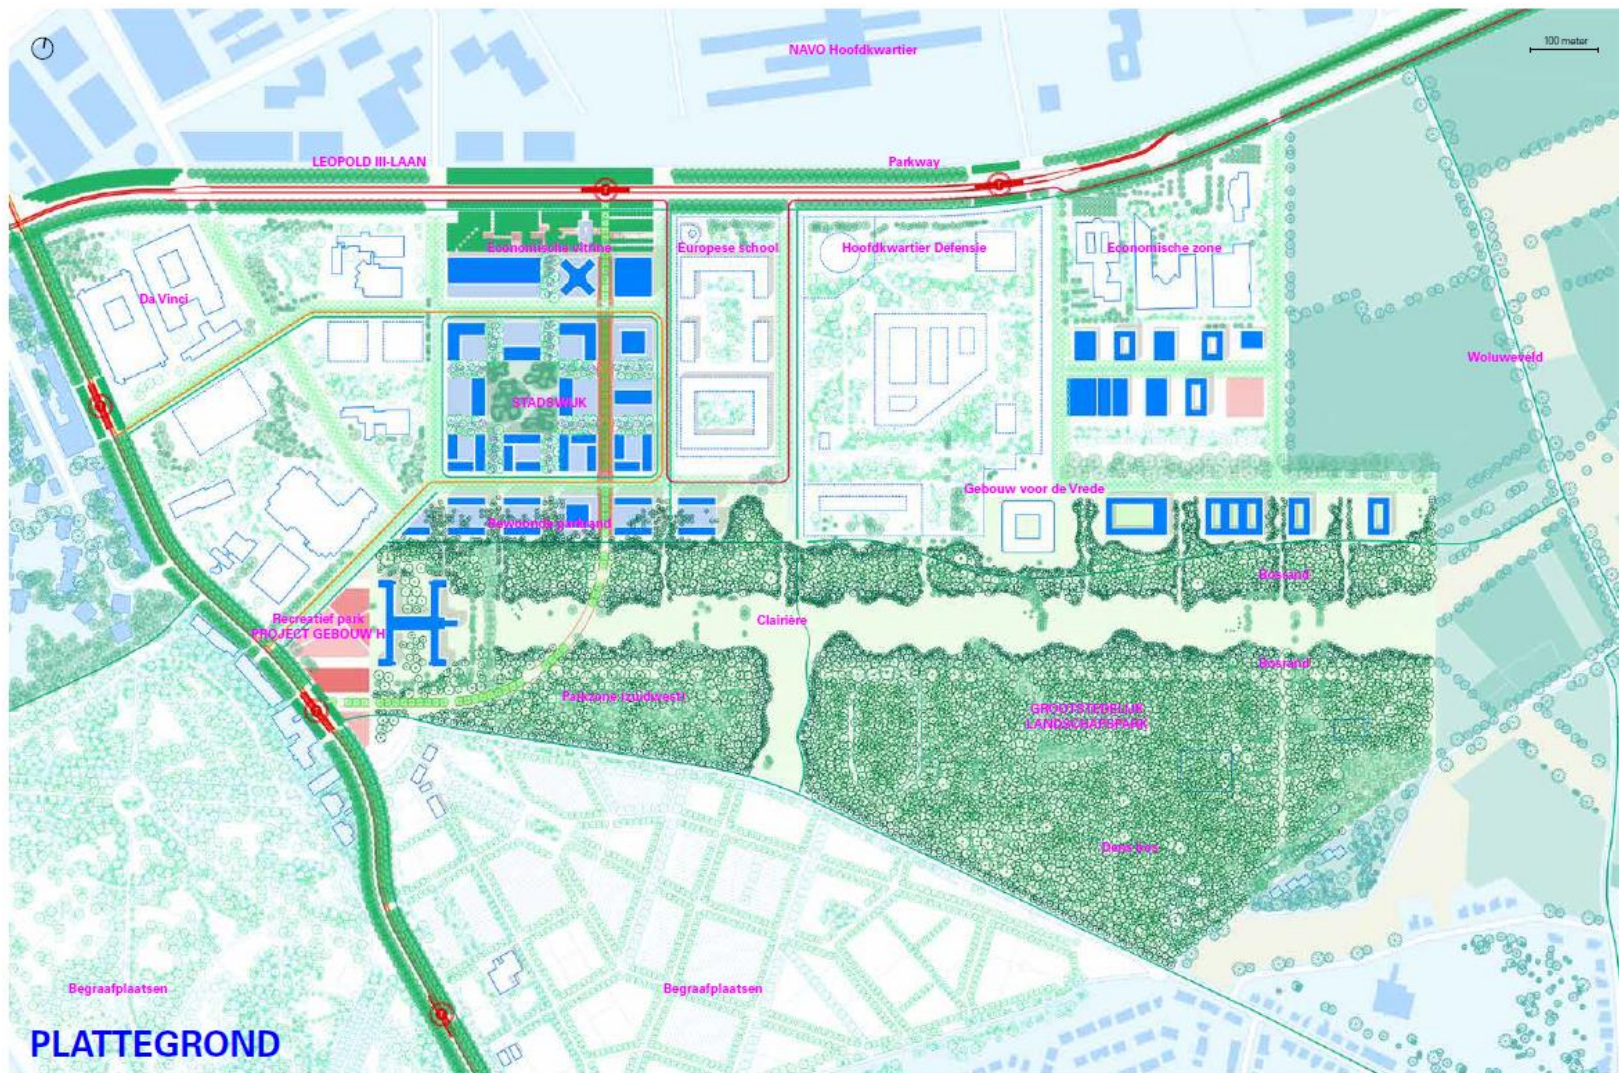 NAVO Hoofdkwartier
100 meter
LEOPOLD III-LAAN
Parkway
Economische vitrine
Europese school
Hoofdkwartier Defensie
Economische zone
Da Vinci
Woluweveld
STADSWIJK
Gebouw voor de Vrede
Bewoonde parkrand
Bosrand
Recreatief park
PROJECT GEBOUW H
Clairière
Bosrand
Parkzone (zuidwest)
GROOTSTEDELIJK
LANDSCHAPSPARK
Dens bos
Begraafplaatsen
Begraafplaatsen
PLATTEGROND